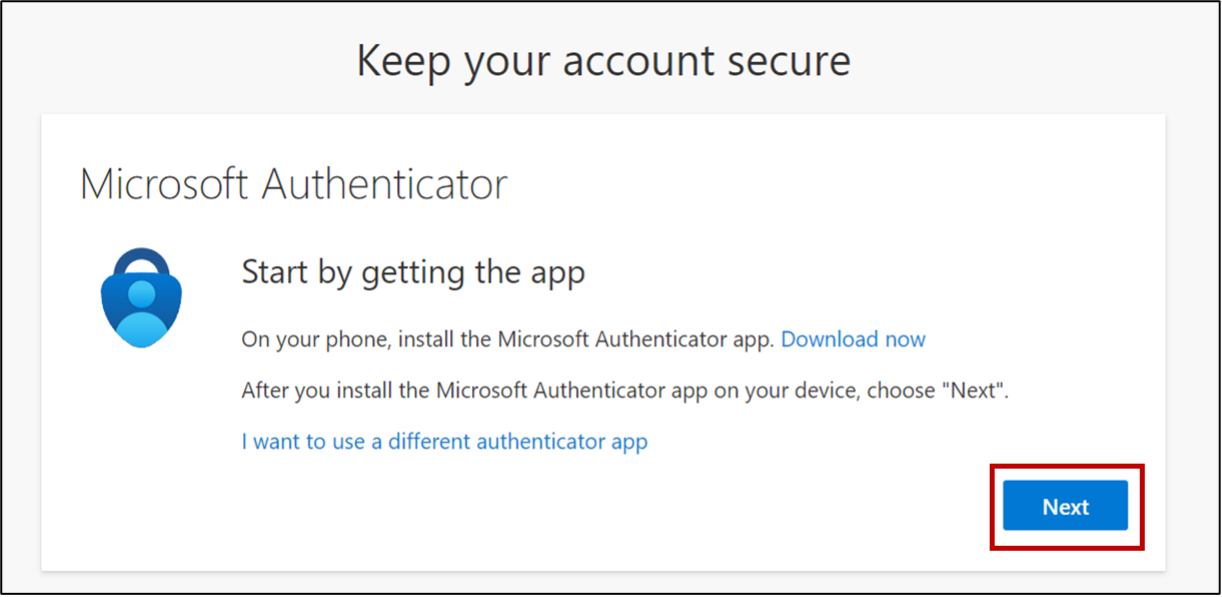 Keep your account secure
Microsoft Authenticator
Start by getting the app
On your phone, install the Microsoft Authenticator app. Download now
After you install the Microsoft Authenticator app on your device, choose "Next".
I want to use a different authenticator app
Next